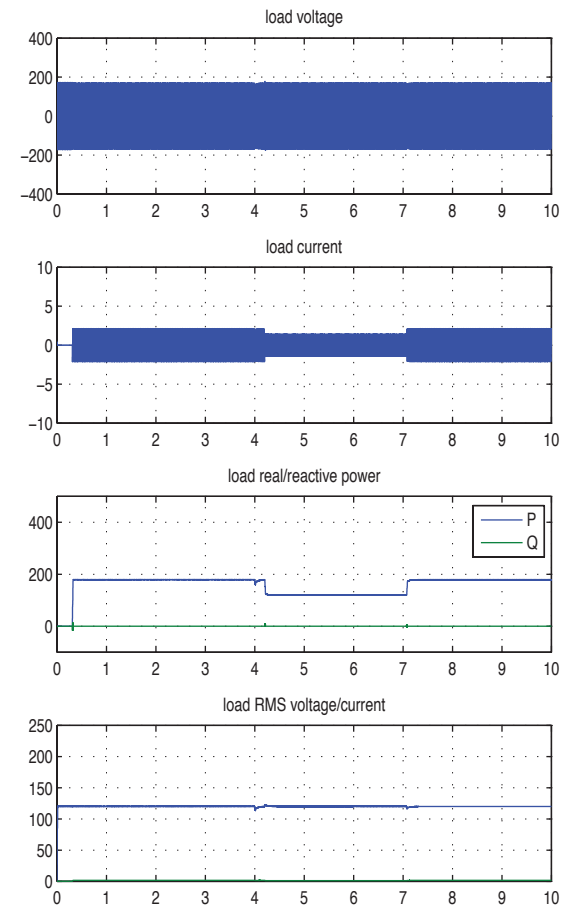 load voltage
400
200
0
−200
−400
0 1 2 3 4 5 6 7 8 9 10
load current
10
5
0
−5
−10
0 1 2 3 4 5 6 7 8 9 10
load real/reactive power
400
200
0
P
Q
0 1 2 3 4 5 6 7 8 9 10
load RMS voltage/current
250
200
150
100
50
0
0 1 2 3 4 5 6 7 8 9 10